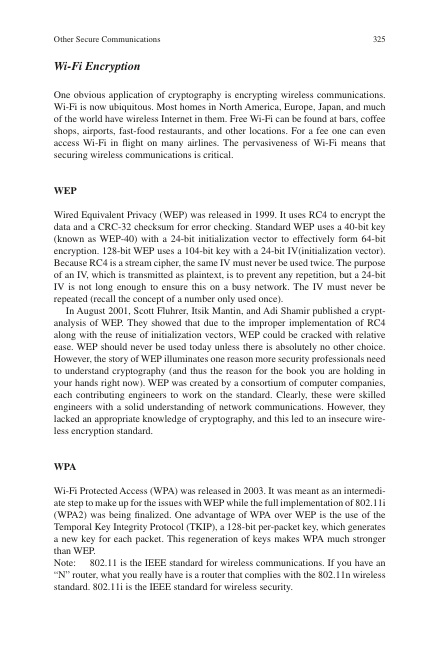 Other Secure Communications 325
Wi-Fi Encryption
One obvious application of cryptography is encrypting wireless communications.
Wi-Fi is now ubiquitous. Most homes in North America, Europe, Japan, and much
of the world have wireless Internet in them. Free Wi-Fi can be found at bars, coffee
shops, airports, fast-food restaurants, and other locations. For a fee one can even
access Wi-Fi in flight on many airlines. The pervasiveness of Wi-Fi means that
securing wireless communications is critical.
WEP
Wired Equivalent Privacy (WEP) was released in 1999. It uses RC4 to encrypt the
data and a CRC-32 checksum for error checking. Standard WEP uses a 40-bit key
(known as WEP-40) with a 24-bit initialization vector to effectively form 64-bit
encryption. 128-bit WEP uses a 104-bit key with a 24-bit IV(initialization vector).
Because RC4 is a stream cipher, the same IV must never be used twice. The purpose
of an IV, which is transmitted as plaintext, is to prevent any repetition, but a 24-bit
IV is not long enough to ensure this on a busy network. The IV must never be
repeated (recall the concept of a number only used once).
In August 2001, Scott Fluhrer, Itsik Mantin, and Adi Shamir published a crypt-
analysis of WEP. They showed that due to the improper implementation of RC4
along with the reuse of initialization vectors, WEP could be cracked with relative
ease. WEP should never be used today unless there is absolutely no other choice.
However, the story of WEP illuminates one reason more security professionals need
to understand cryptography (and thus the reason for the book you are holding in
your hands right now). WEP was created by a consortium of computer companies,
each contributing engineers to work on the standard. Clearly, these were skilled
engineers with a solid understanding of network communications. However, they
lacked an appropriate knowledge of cryptography, and this led to an insecure wire-
less encryption standard.
WPA
Wi-Fi Protected Access (WPA) was released in 2003. It was meant as an intermedi-
ate step to make up for the issues with WEP while the full implementation of 802.11i
(WPA2) was being finalized. One advantage of WPA over WEP is the use of the
Temporal Key Integrity Protocol (TKIP), a 128-bit per-packet key, which generates
a new key for each packet. This regeneration of keys makes WPA much stronger
than WEP.
Note: 802.11 is the IEEE standard for wireless communications. If you have an
“N” router, what you really have is a router that complies with the 802.11n wireless
standard. 802.11i is the IEEE standard for wireless security.